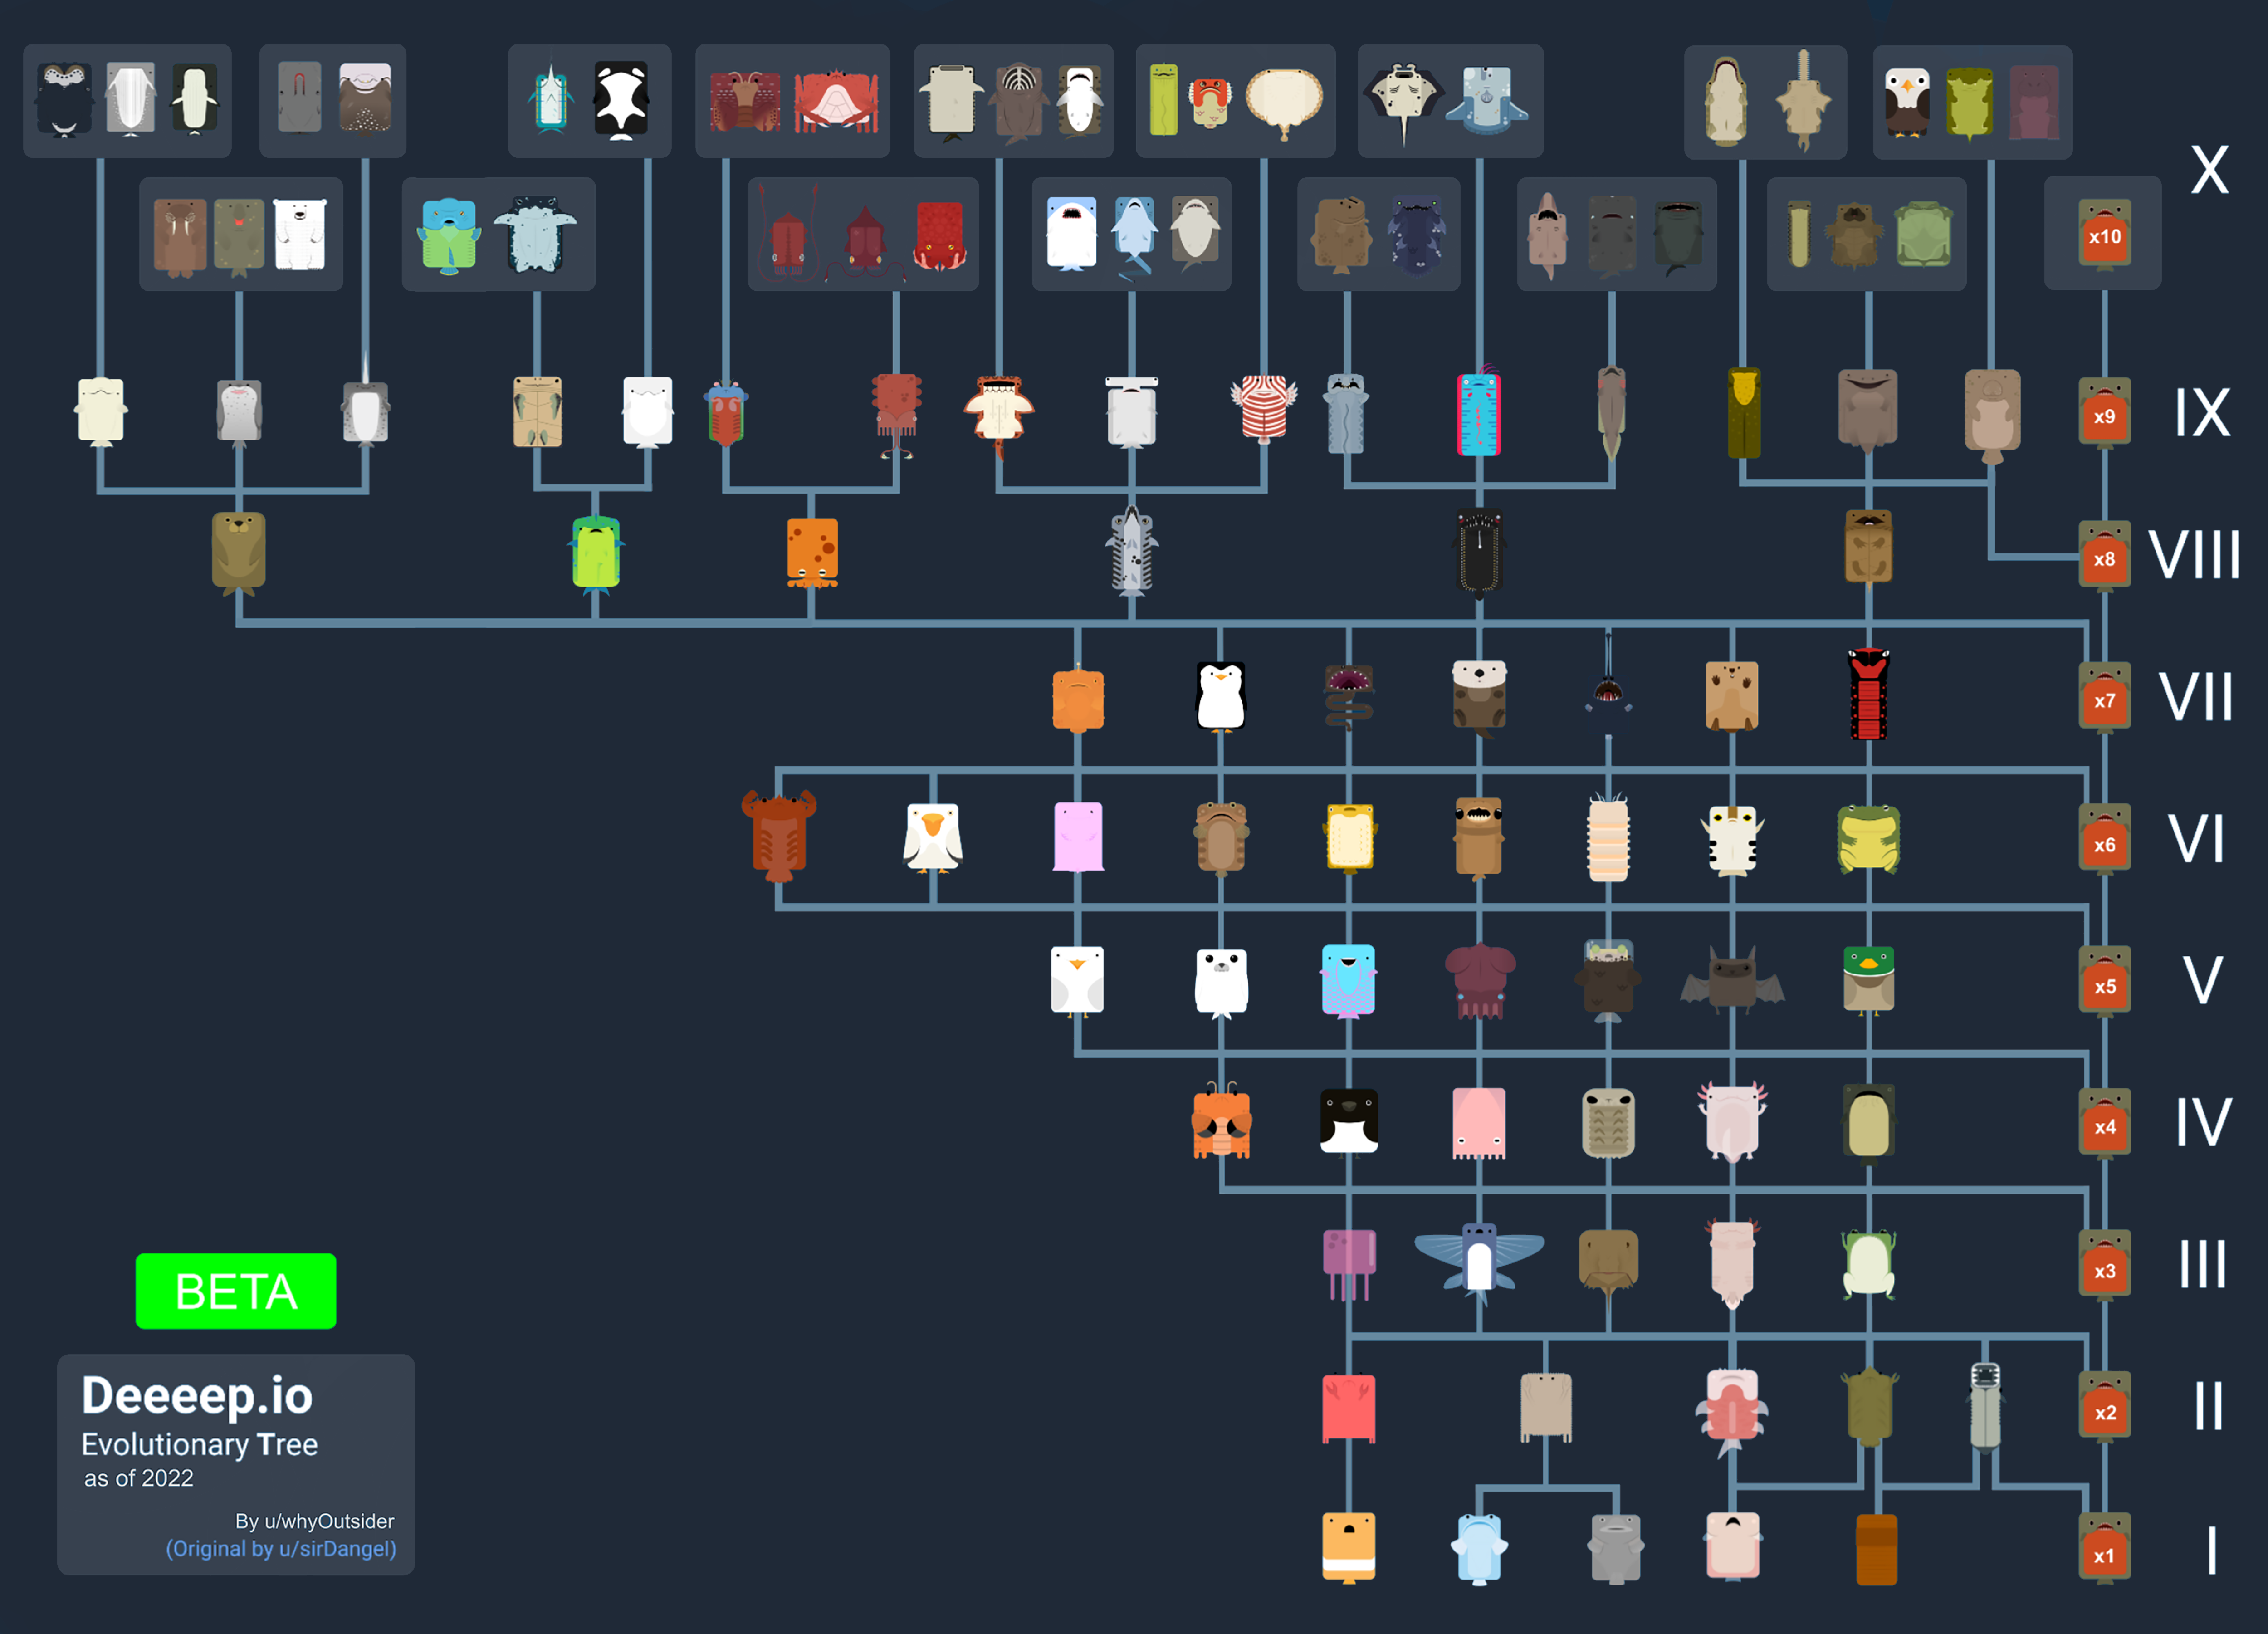 X
x10
x9
IX
x8
VIII
x7
VII
x6
VI
x5
V
x4
IV
x3
III
BETA
Deeeep.io
Evolutionary Tree
as of 2022
By u/whyOutsider
(Original by u/sirDangel)
x2
II
x1
I